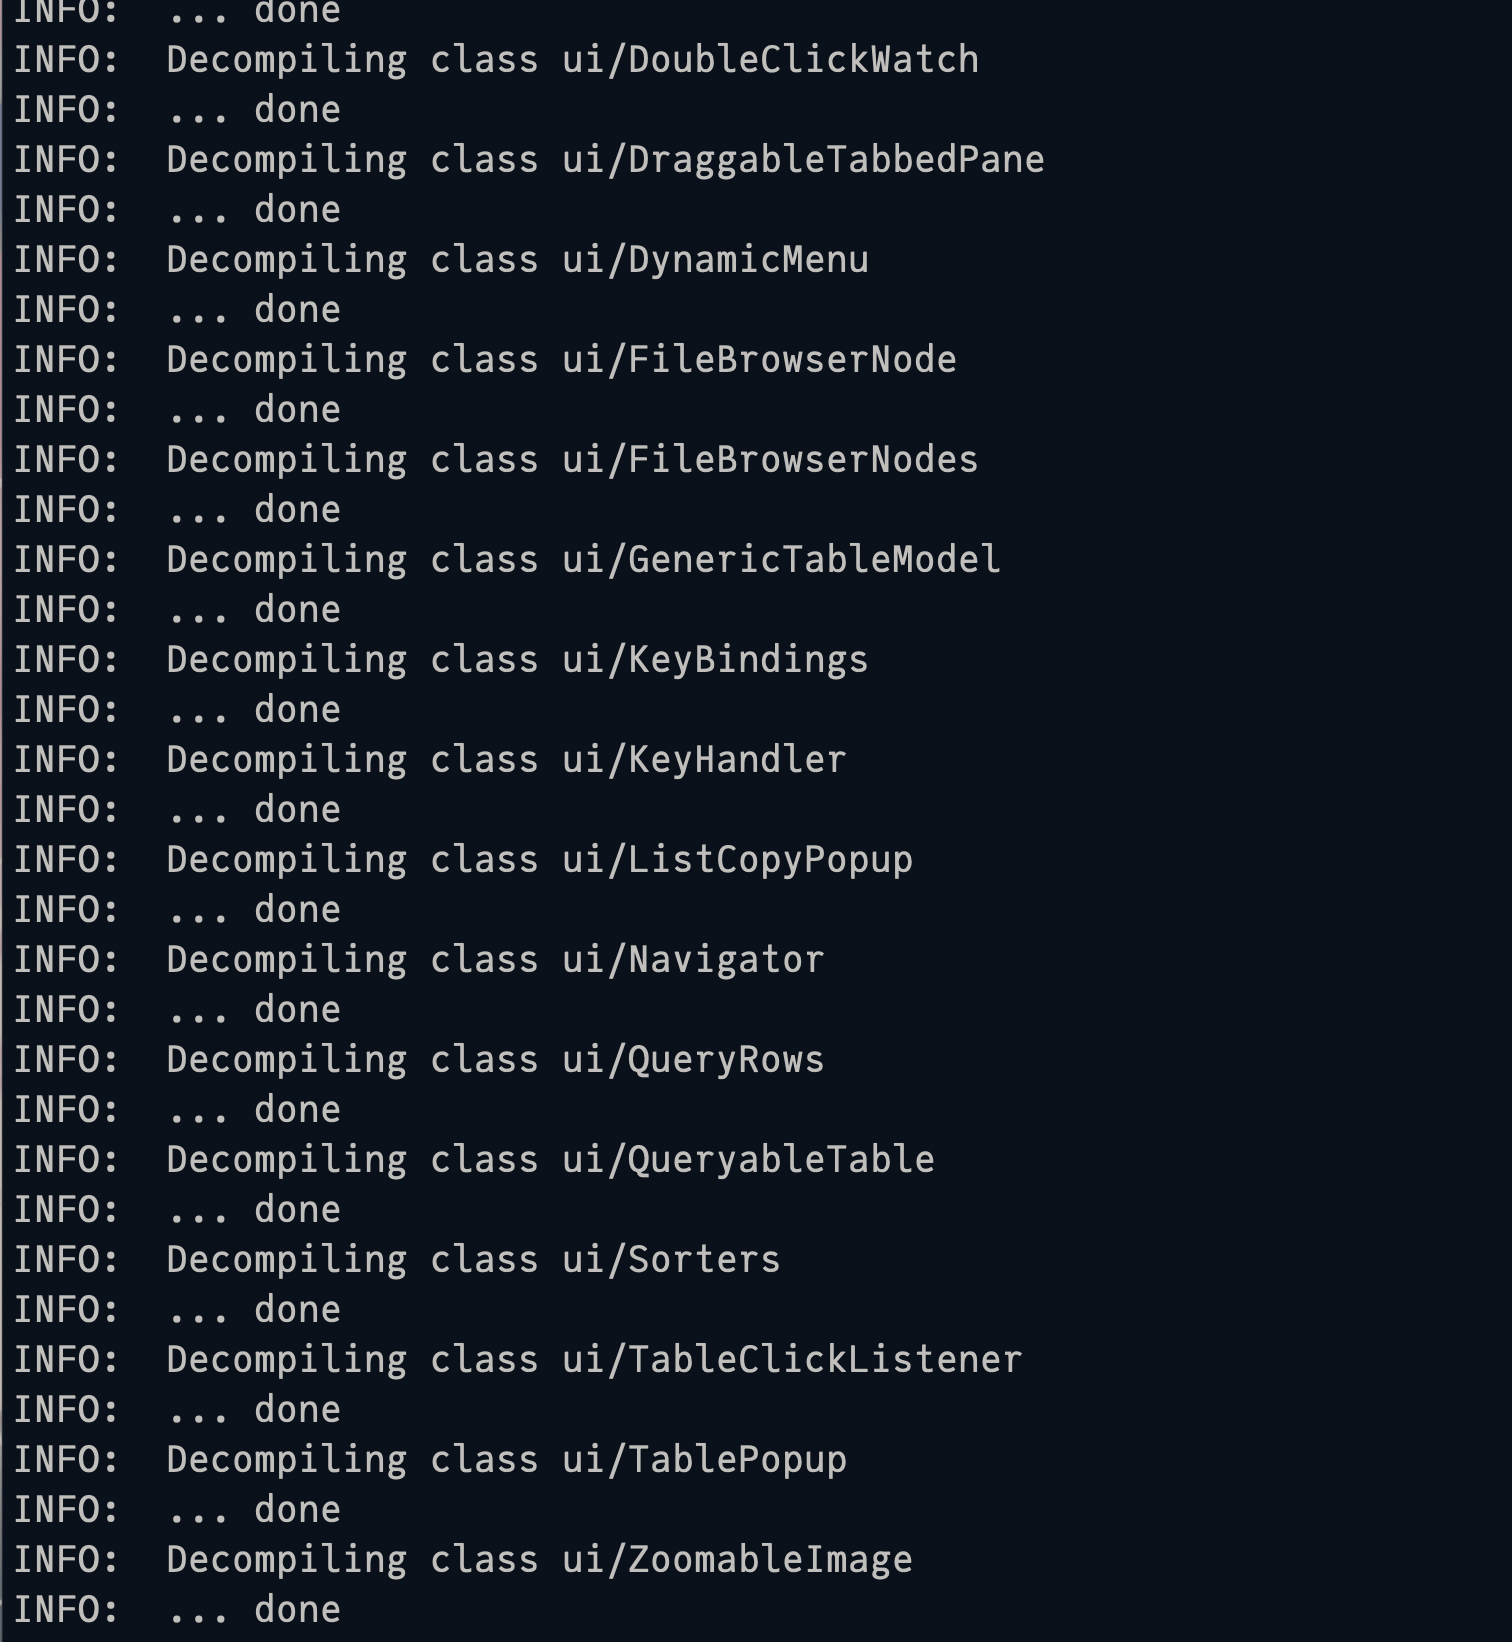 INFO:  ... done
INFO:  Decompiling class ui/DoubleClickWatch
INFO:  ... done
INFO:  Decompiling class ui/DraggableTabbedPane
INFO:  ... done
INFO:  Decompiling class ui/DynamicMenu
INFO:  ... done
INFO:  Decompiling class ui/FileBrowserNode
INFO:  ... done
INFO:  Decompiling class ui/FileBrowserNodes
INFO:  ... done
INFO:  Decompiling class ui/GenericTableModel
INFO:  ... done
INFO:  Decompiling class ui/KeyBindings
INFO:  ... done
INFO:  Decompiling class ui/KeyHandler
INFO:  ... done
INFO:  Decompiling class ui/ListCopyPopup
INFO:  ... done
INFO:  Decompiling class ui/Navigator
INFO:  ... done
INFO:  Decompiling class ui/QueryRows
INFO:  ... done
INFO:  Decompiling class ui/QueryableTable
INFO:  ... done
INFO:  Decompiling class ui/Sorters
INFO:  ... done
INFO:  Decompiling class ui/TableClickListener
INFO:  ... done
INFO:  Decompiling class ui/TablePopup
INFO:  ... done
INFO:  Decompiling class ui/ZoomableImage
INFO:  ... done